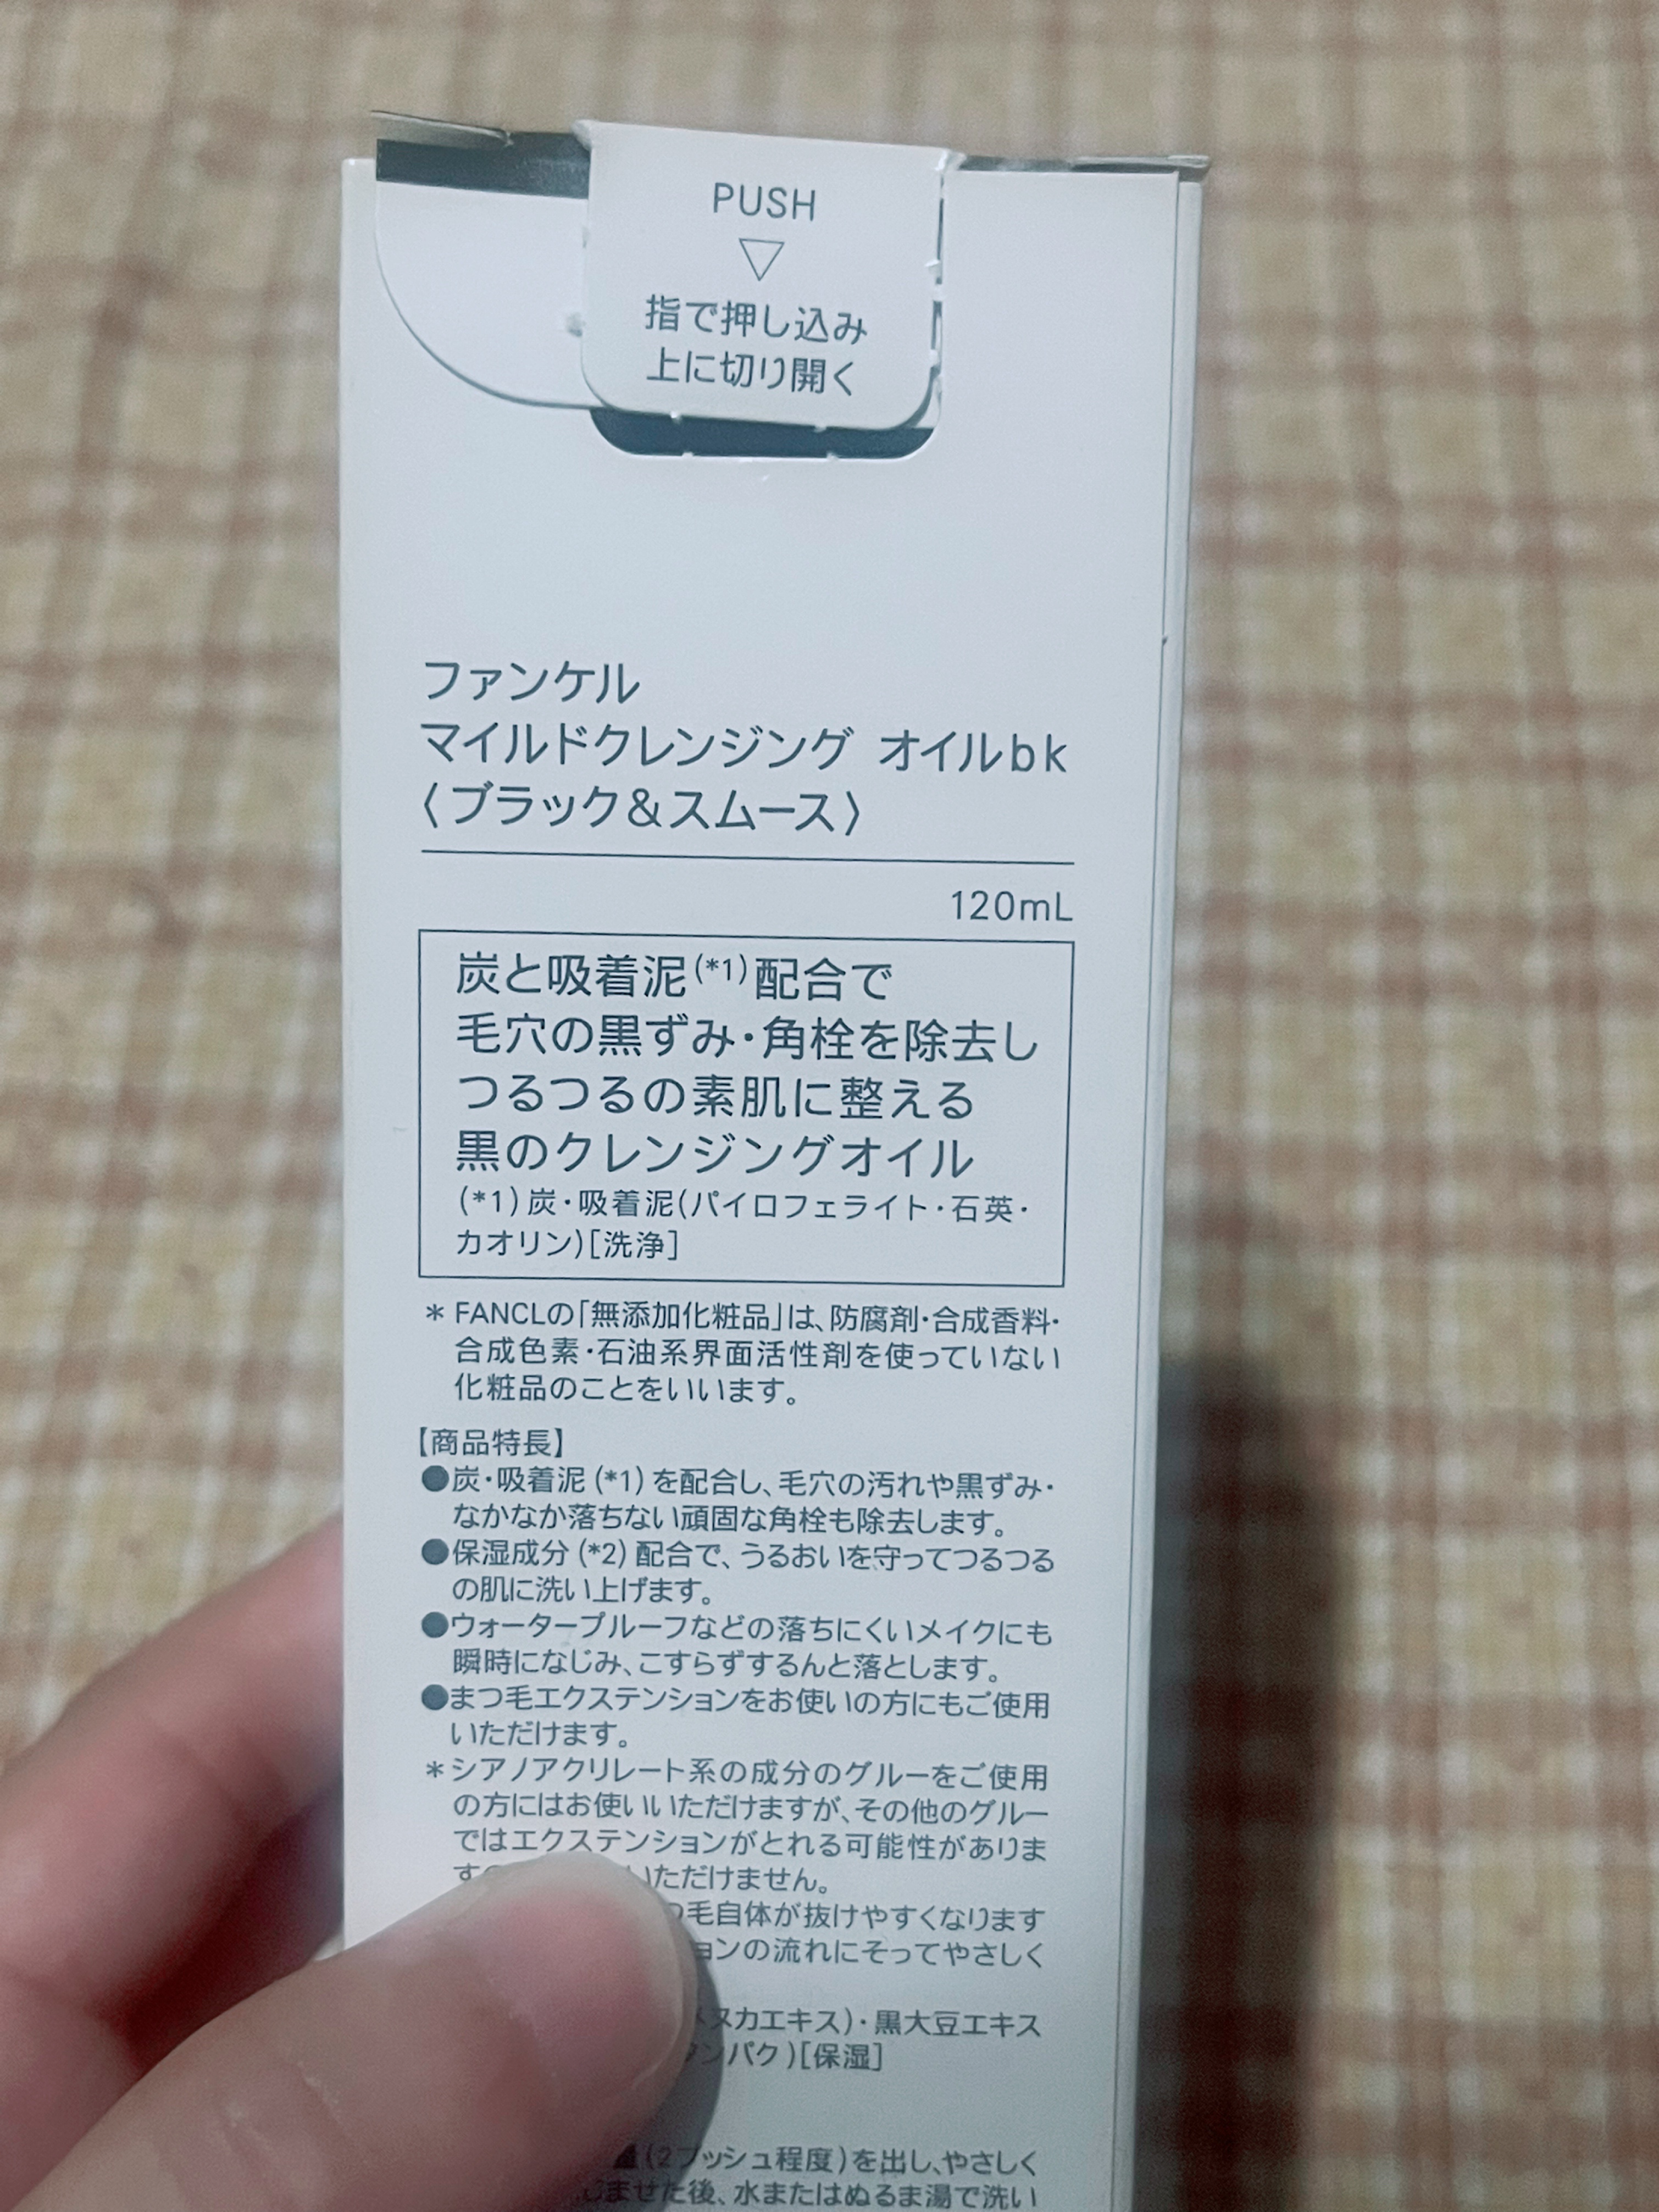 PUSH
指で押し込み
上に切り開く
ファンケル
マイルドクレンジング オイルbk
〈ブラック&スムース〉
120mL
炭と吸着泥(*1)配合で
毛穴の黒ずみ・角栓を除去し
つるつるの素肌に整える
黒のクレンジングオイル
(*1)炭・吸着泥(パイロフェライト・石英・
カオリン)[洗浄]
*FANCLの「無添加化粧品」は、防腐剤・合成香料・
合成色素・石油系界面活性剤を使っていない
化粧品のことをいいます。
【商品特長】
●炭・吸着泥(*1)を配合し、毛穴の汚れや黒ずみ・
なかなか落ちない頑固な角栓も除去します。
●保湿成分(*2)配合で、うるおいを守ってつるつる
の肌に洗い上げます。
●ウォータープルーフなどの落ちにくいメイクにも
瞬時になじみ、こすらずするんと落とします。
●まつ毛エクステンションをお使いの方にもご使用
いただけます。
*シアノアクリレート系の成分のグルーをご使用
の方にはお使いいただけますが、その他のグルー
ではエクステンションがとれる可能性がありま
す いただけません。
毛自体が抜けやすくなります
ョンの流れにそってやさしく
ヌカエキス)・黒大豆エキス
タンパク)[保湿]
(2プッシュ程度)を出し、やさしく
ませた後、水またはぬるま湯で洗い